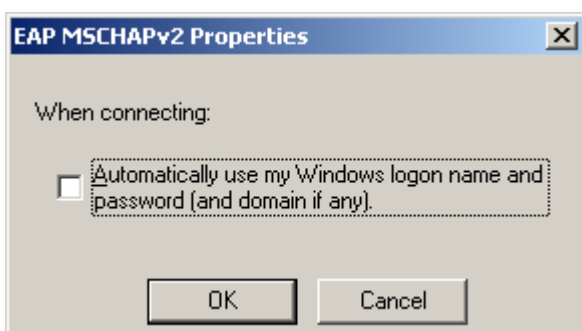 EAP MSCHAPv2 Properties
When connecting:
Automatically use my Windows logon name and
password (and domain if any).
OK
Cancel